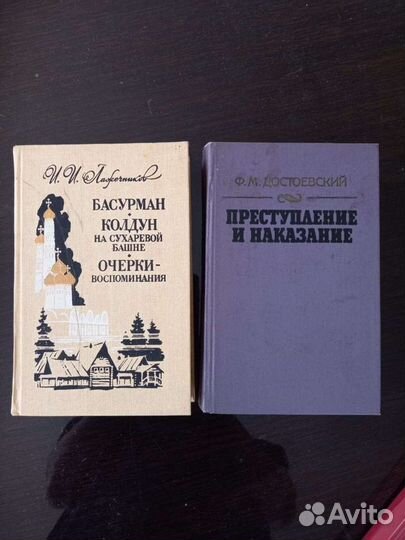 И. И. Лажечников
БАСУРМАН
КОЛДУН
НА СУХАРЕВОЙ
БАШНЕ
ОЧЕРКИ-
ВОСПОМИНАНИЯ
Ф. М. ДОСТОЕВСКИЙ
ПРЕСТУПЛЕНИЕ
И НАКАЗАНИЕ
Avito